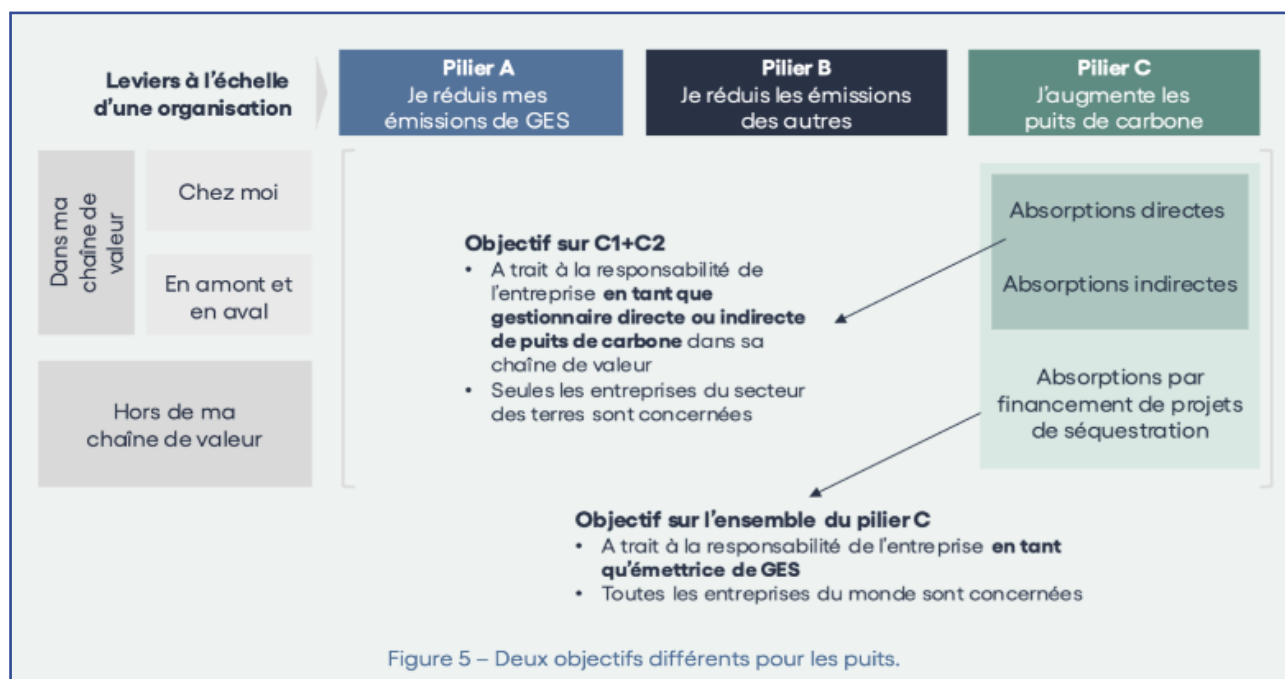 Leviers à l'échelle
d'une organisation
Pilier A
Je réduis mes
émissions de GES
Pilier B
Je réduis les émissions
des autres
Pilier C
J'augmente les
puits de carbone
Dans ma
chaîne de
valeur
Chez moi
En amont et
en aval
Hors de ma
chaîne de valeur
Objectif sur C1+C2
• A trait à la responsabilité de
l'entreprise en tant que
gestionnaire directe ou indirecte
de puits de carbone dans sa
chaîne de valeur
• Seules les entreprises du secteur
des terres sont concernées
Absorptions directes
Absorptions indirectes
Absorptions par
financement de projets
de séquestration
Objectif sur l'ensemble du pilier C
• A trait à la responsabilité de l'entreprise en tant
qu'émettrice de GES
• Toutes les entreprises du monde sont concernées
Figure 5 – Deux objectifs différents pour les puits.